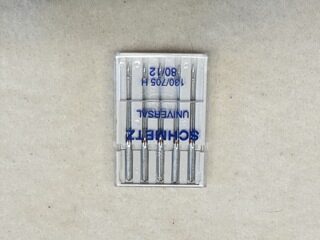 SCHMETZ
UNIVERSAL
130/705 H
80/12